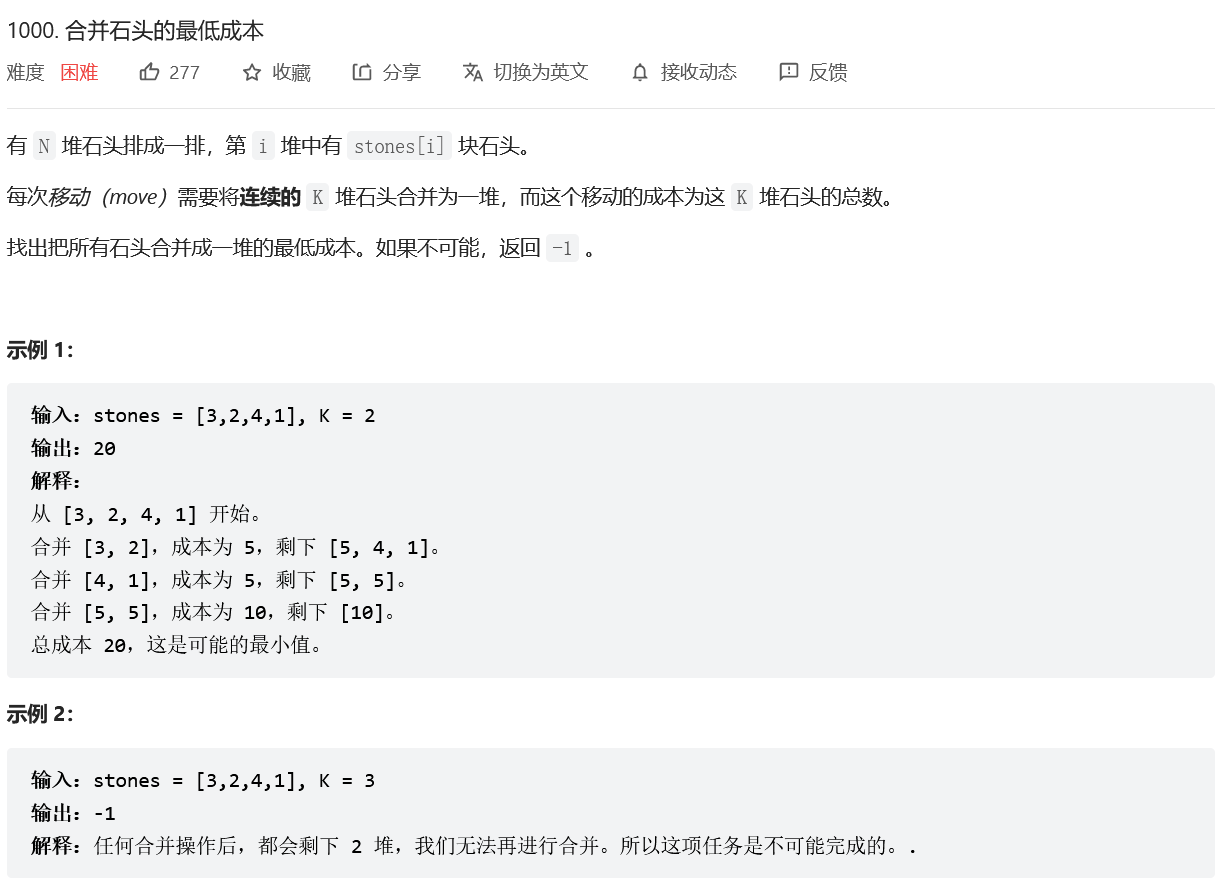 1000. 合并石头的最低成本
难度 困难 277 收藏 分享 切换为英文 接收动态 反馈
有 N 堆石头排成一排，第 i 堆中有 stones[i] 块石头。
每次移动（move）需要将连续的 K 堆石头合并为一堆，而这个移动的成本为这 K 堆石头的总数。
找出把所有石头合并成一堆的最低成本。如果不可能，返回 -1 。
示例 1：
输入：stones = [3,2,4,1], K = 2
输出：20
解释：
从 [3, 2, 4, 1] 开始。
合并 [3, 2]，成本为 5，剩下 [5, 4, 1]。
合并 [4, 1]，成本为 5，剩下 [5, 5]。
合并 [5, 5]，成本为 10，剩下 [10]。
总成本 20，这是可能的最小值。
示例 2：
输入：stones = [3,2,4,1], K = 3
输出：-1
解释：任何合并操作后，都会剩下 2 堆，我们无法再进行合并。所以这项任务是不可能完成的。.